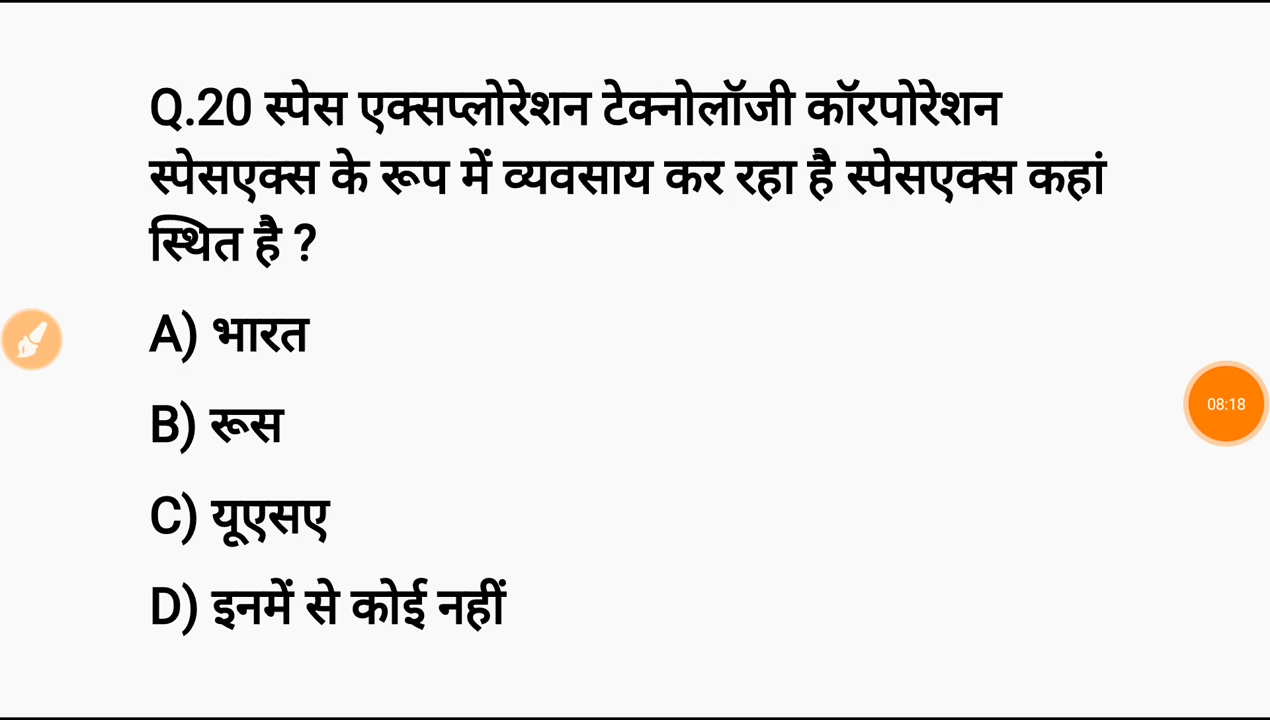 Q.20 स्पेस एक्सप्लोरेशन टेक्नोलॉजी कॉरपोरेशन
स्पेसएक्स के रूप में व्यवसाय कर रहा है स्पेसएक्स कहां
स्थित है ?
A) भारत
B) रूस
08:18
C) यूएसए
D) इनमें से कोई नहीं